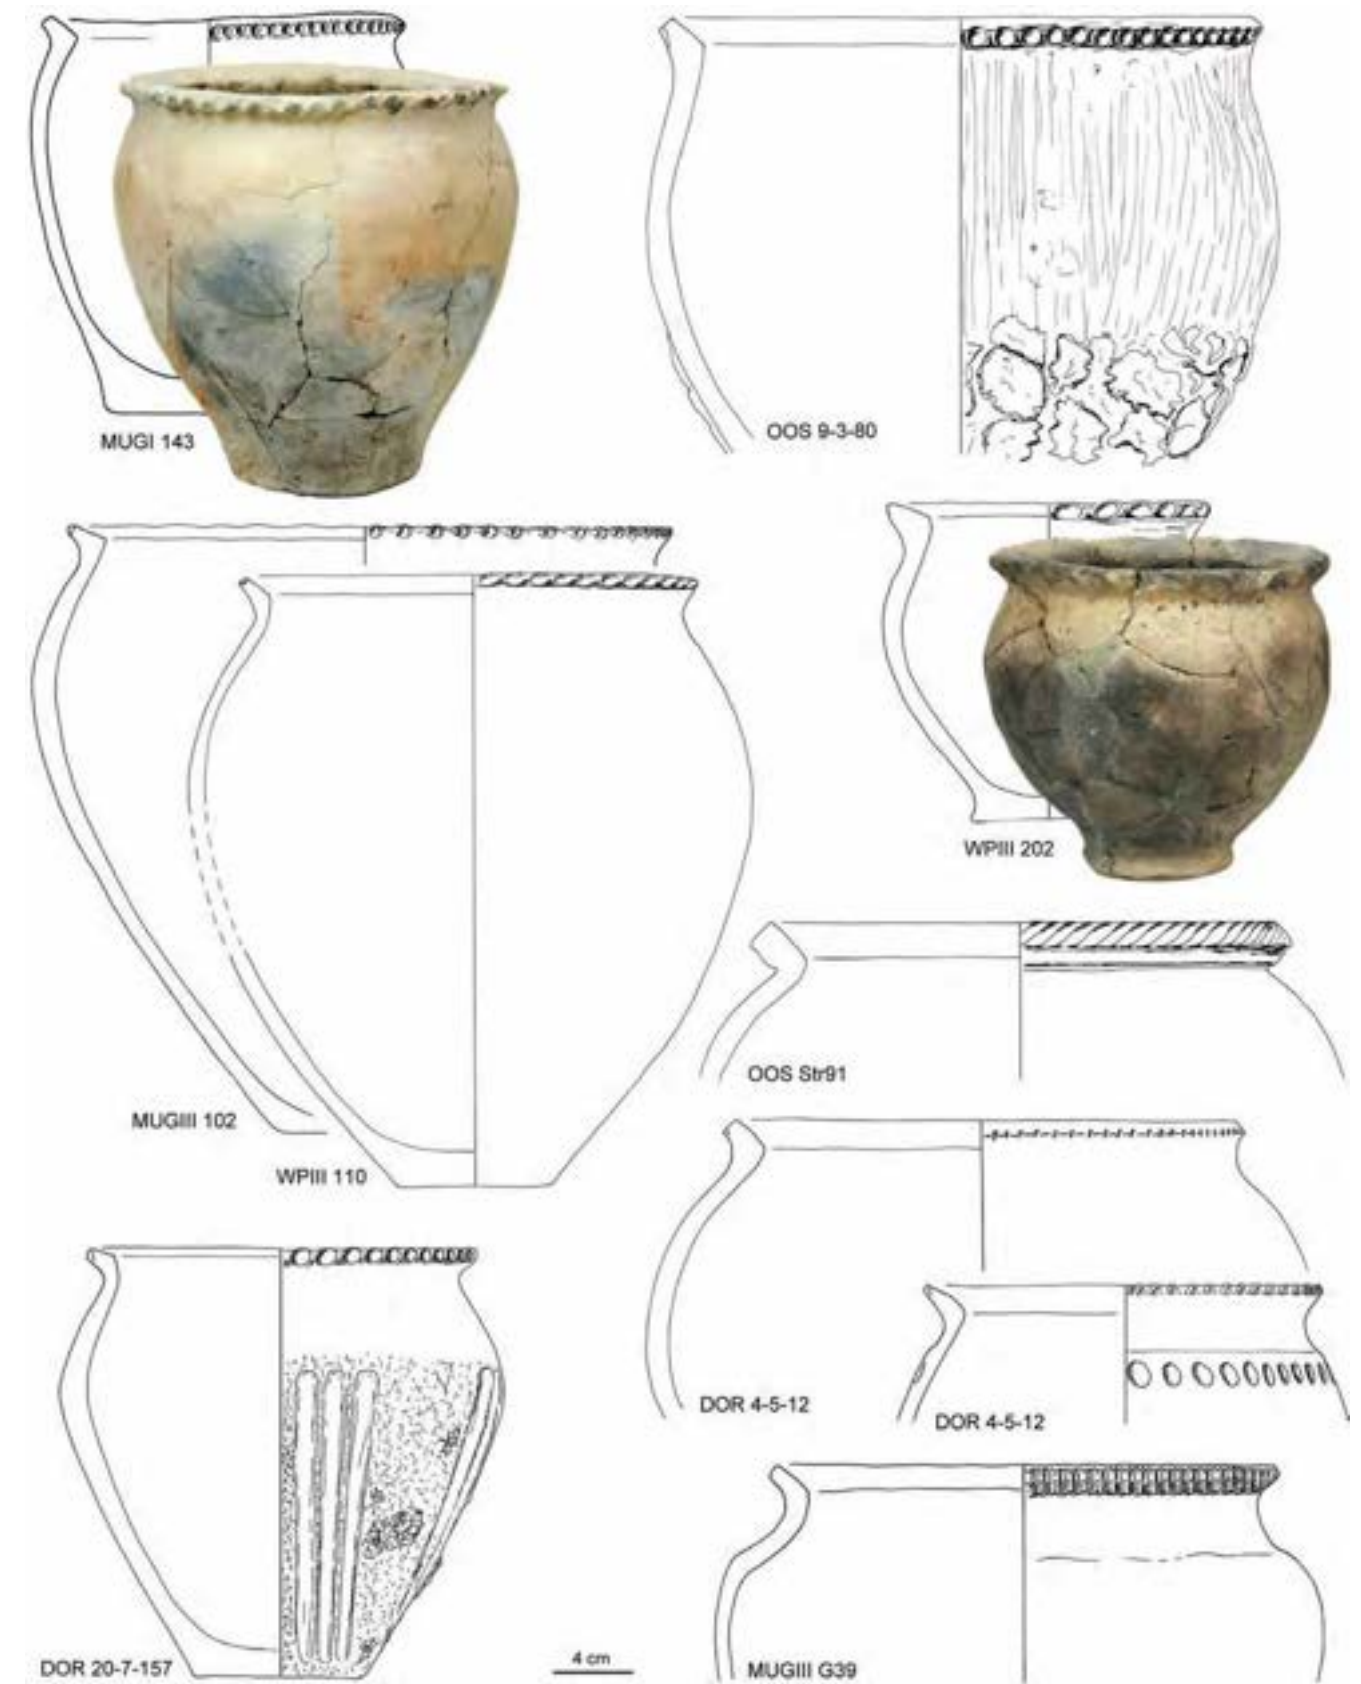 MUGI 143
OOS 9-3-80
WPIII 202
OOS Str91
MUGIII 102
WPIII 110
DOR 4-5-12
DOR 4-5-12
DOR 20-7-157
4 cm
MUGIII G39